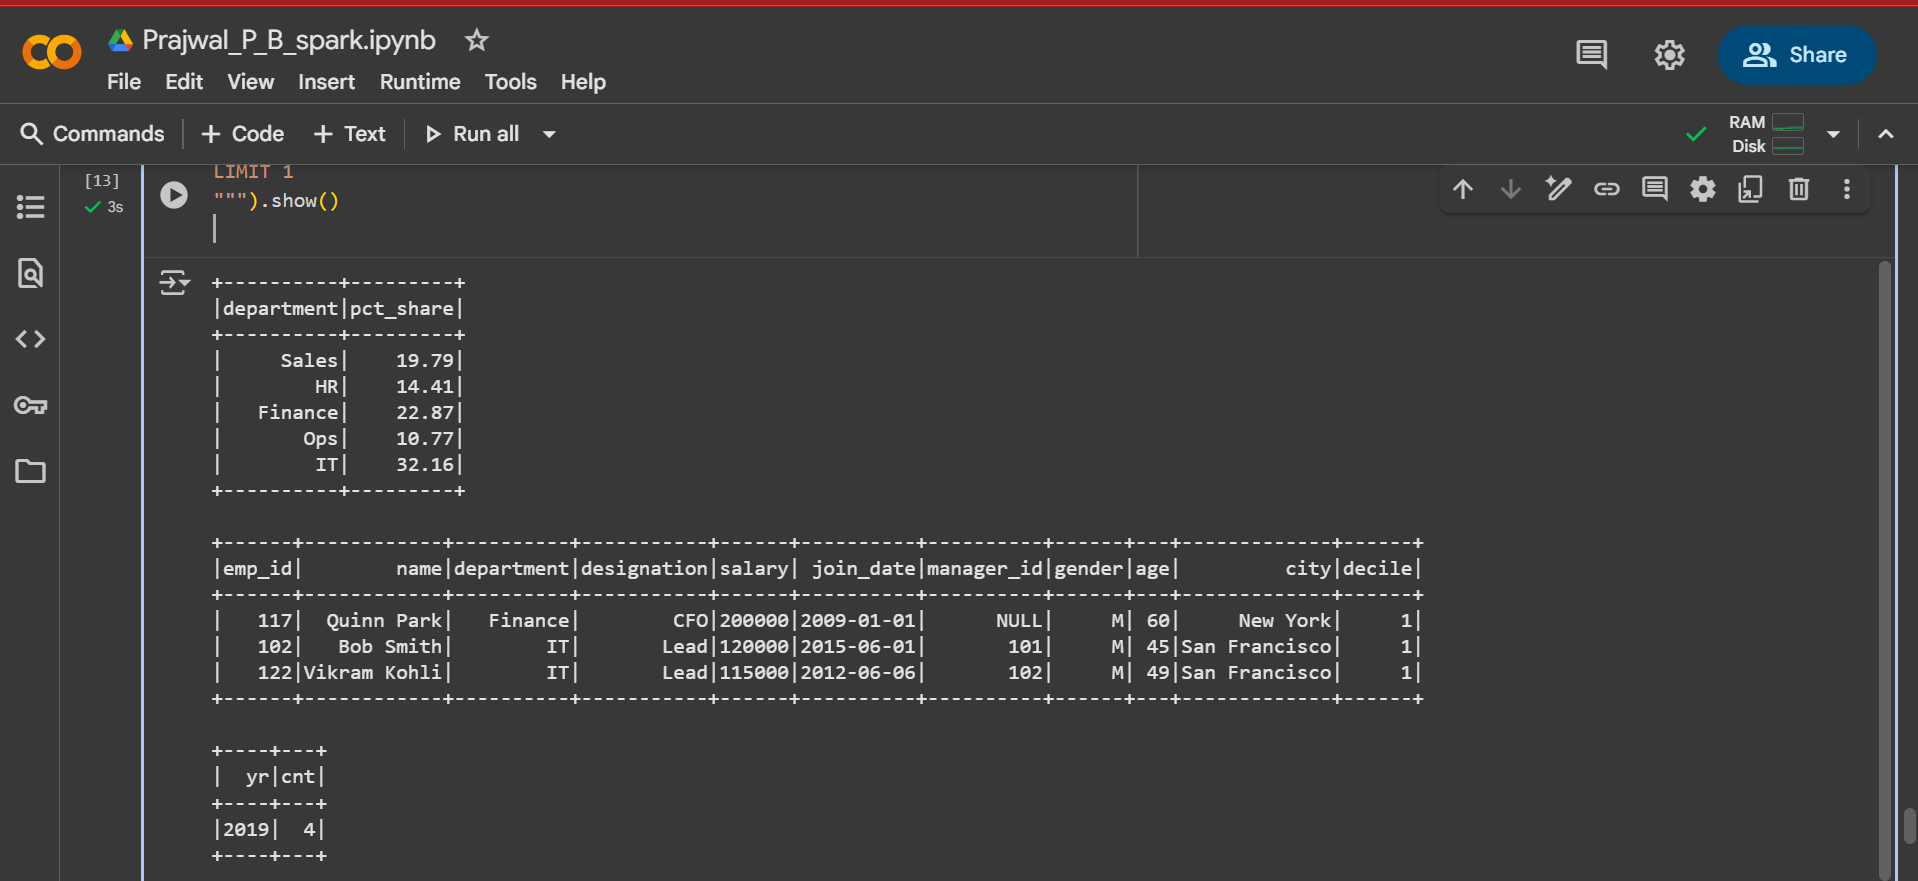 Prajwal_P_B_spark.ipynb
File Edit View Insert Runtime Tools Help
Share
Commands + Code + Text Run all
RAM
Disk
[13]
3s
LIMIT 1
""").show()
+----------+---------+
|department|pct_share|
+----------+---------+
|     Sales|    19.79|
|        HR|    14.41|
|   Finance|    22.87|
|       Ops|    10.77|
|        IT|    32.16|
+----------+---------+
+------+------------+----------+-----------+------+----------+----------+------+---+-------------+------+
|emp_id|        name|department|designation|salary| join_date|manager_id|gender|age|         city|decile|
+------+------------+----------+-----------+------+----------+----------+------+---+-------------+------+
|   117|  Quinn Park|   Finance|        CFO|200000|2009-01-01|      NULL|     M| 60|     New York|     1|
|   102|   Bob Smith|        IT|       Lead|120000|2015-06-01|       101|     M| 45|San Francisco|     1|
|   122|Vikram Kohli|        IT|       Lead|115000|2012-06-06|       102|     M| 49|San Francisco|     1|
+------+------------+----------+-----------+------+----------+----------+------+---+-------------+------+
+----+---+
|  yr|cnt|
+----+---+
|2019|  4|
+----+---+